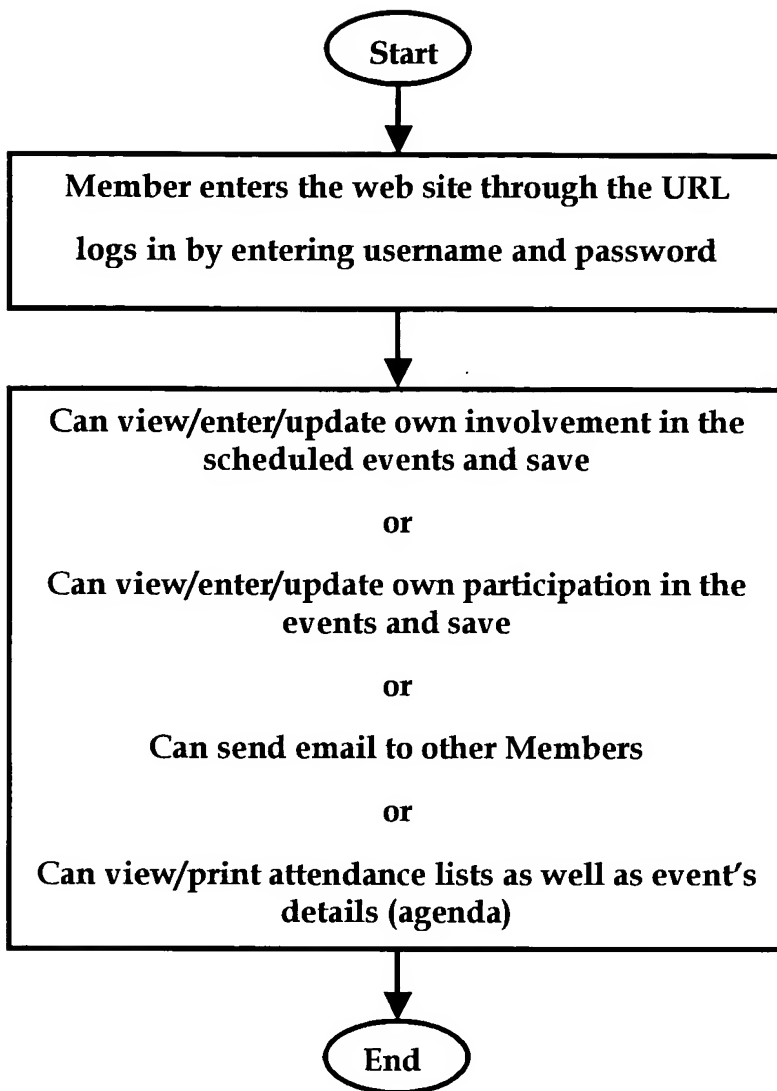 Start
Member enters the web site through the URL
logs in by entering username and password
Can view/enter/update own involvement in the
scheduled events and save
or
Can view/enter/update own participation in the
events and save
or
Can send email to other Members
or
Can view/print attendance lists as well as event's
details (agenda)
End